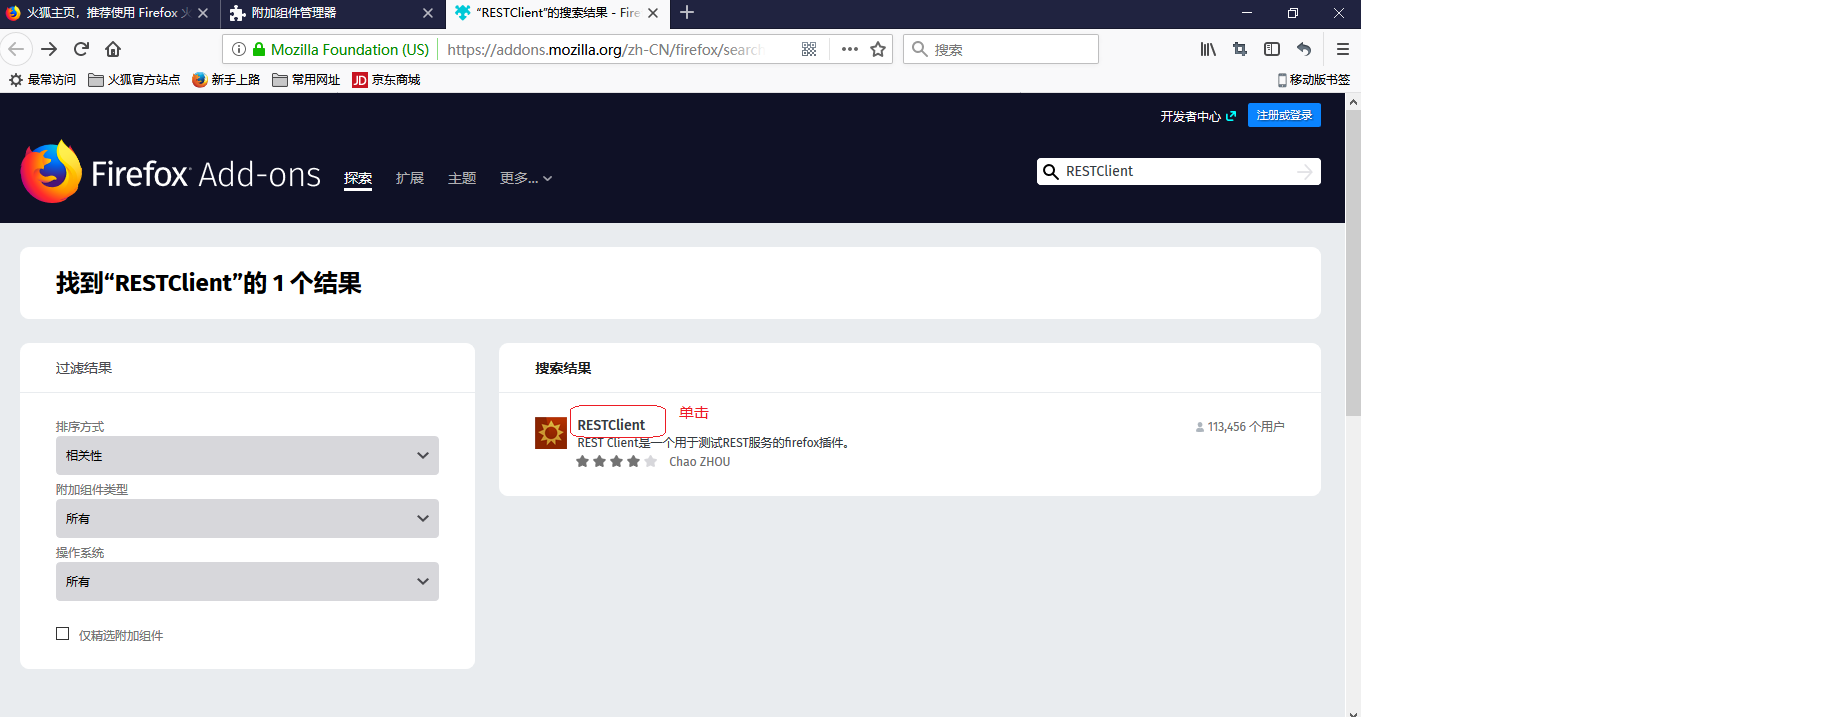 火狐主页，推荐使用 Firefox 火
附加组件管理器
“RESTClient”的搜索结果 - Fire
Mozilla Foundation (US)
https://addons.mozilla.org/zh-CN/firefox/search
搜索
最常访问
火狐官方站点
新手上路
常用网址
JD 京东商城
移动版书签
开发者中心
注册或登录
Firefox Add-ons
探索
扩展
主题
更多...
RESTClient
找到“RESTClient”的 1 个结果
过滤结果
排序方式
相关性
附加组件类型
所有
操作系统
所有
仅精选附加组件
搜索结果
RESTClient
单击
REST Client是一个用于测试REST服务的firefox插件。
Chao ZHOU
113,456 个用户